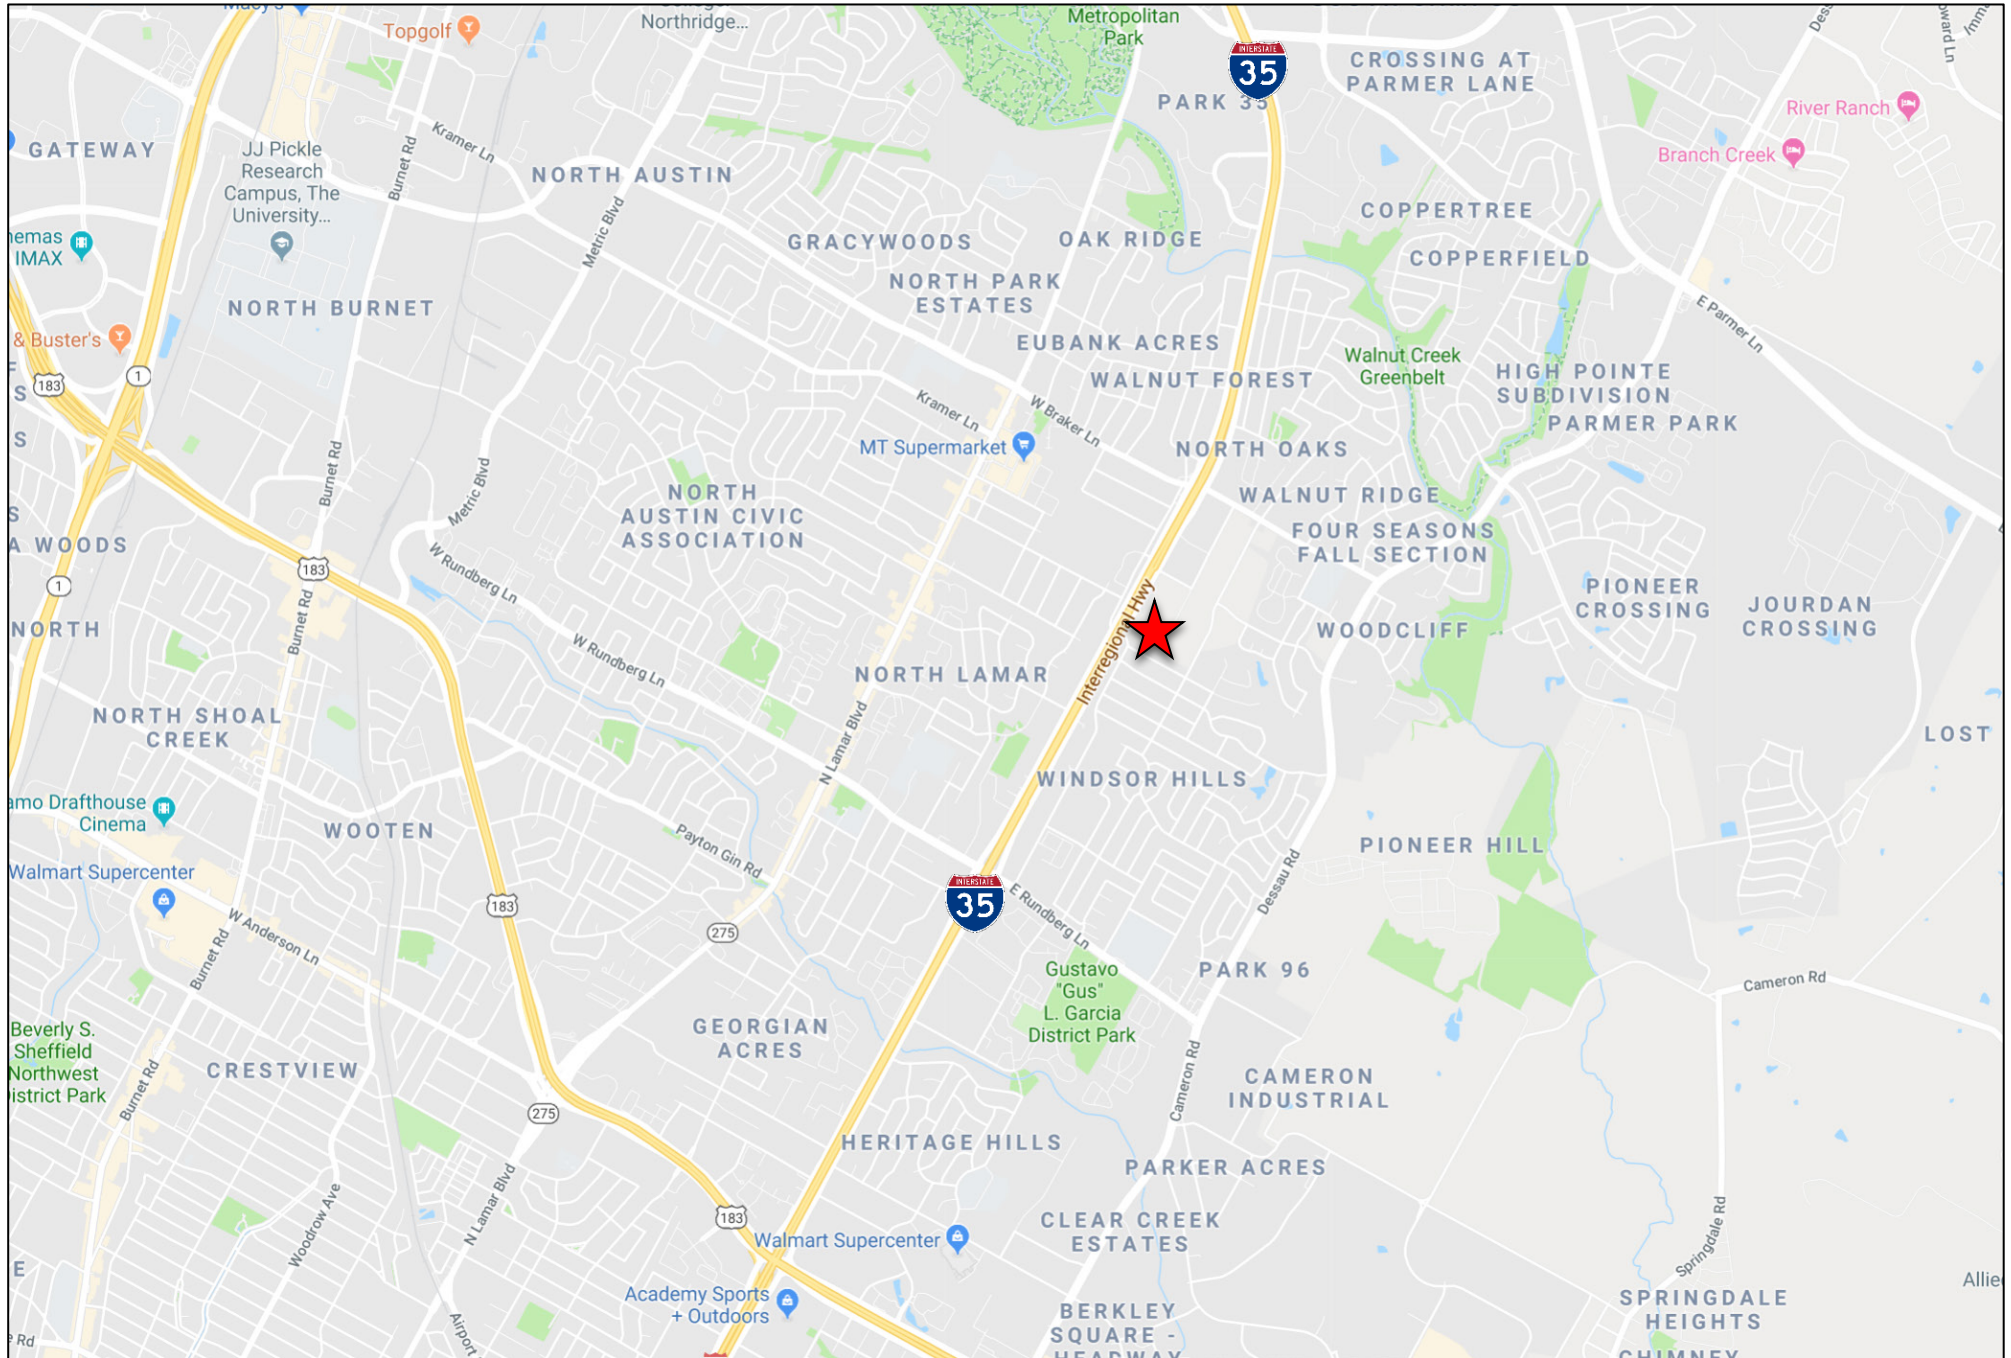 Macy's
Topgolf
Northridge...
Metropolitan
Park
INTERSTATE
35
PARK 35
CROSSING AT
PARMER LANE
River Ranch
Branch Creek
GATEWAY
JJ Pickle
Research
Campus, The
University...
Kramer Ln
Burnet Rd
NORTH AUSTIN
Metric Blvd
IMAX
GRACYWOODS
OAK RIDGE
COPPERTREE
COPPERFIELD
NORTH PARK
ESTATES
NORTH BURNET
E Parmer Ln
& Buster's
EUBANK ACRES
WALNUT FOREST
Walnut Creek
Greenbelt
HIGH POINTE
SUBDIVISION
PARMER PARK
183
1
Kramer Ln
W Braker Ln
MT Supermarket
NORTH OAKS
Burnet Rd
Metric Blvd
NORTH
AUSTIN CIVIC
ASSOCIATION
WALNUT RIDGE
FOUR SEASONS
FALL SECTION
A WOODS
183
1
W Rundberg Ln
Interregional Hwy
PIONEER
CROSSING
JOURDAN
CROSSING
NORTH
Burnet Rd
W Rundberg Ln
WOODCLIFF
NORTH LAMAR
NORTH SHOAL
CREEK
N Lamar Blvd
LOST
WINDSOR HILLS
amo Drafthouse
Cinema
WOOTEN
Payton Gin Rd
PIONEER HILL
Walmart Supercenter
183
INTERSTATE
35
E Rundberg Ln
Dessau Rd
W Anderson Ln
Burnet Rd
275
PARK 96
Cameron Rd
Gustavo
"Gus"
L. Garcia
District Park
Beverly S.
Sheffield
Northwest
istrict Park
GEORGIAN
ACRES
CRESTVIEW
Burnet Rd
Cameron Rd
CAMERON
INDUSTRIAL
275
HERITAGE HILLS
PARKER ACRES
N Lamar Blvd
Woodrow Ave
183
Walmart Supercenter
CLEAR CREEK
ESTATES
Springdale Rd
Academy Sports
+ Outdoors
Airport
BERKLEY
SQUARE -
HEADWAY
SPRINGDALE
HEIGHTS
CHIMNEY
Rd